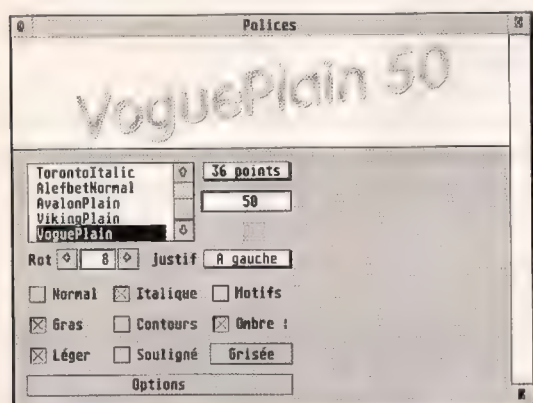 Polices
VoguePlain 50
TorontoItalic
AlefbetNormal
AvalonPlain
VikingPlain
VoguePlain
36 points
50
Rot 8 Justif A gauche
Normal Italique Motifs
Gras Contours Ombre :
Léger Souligné Grisée
Options